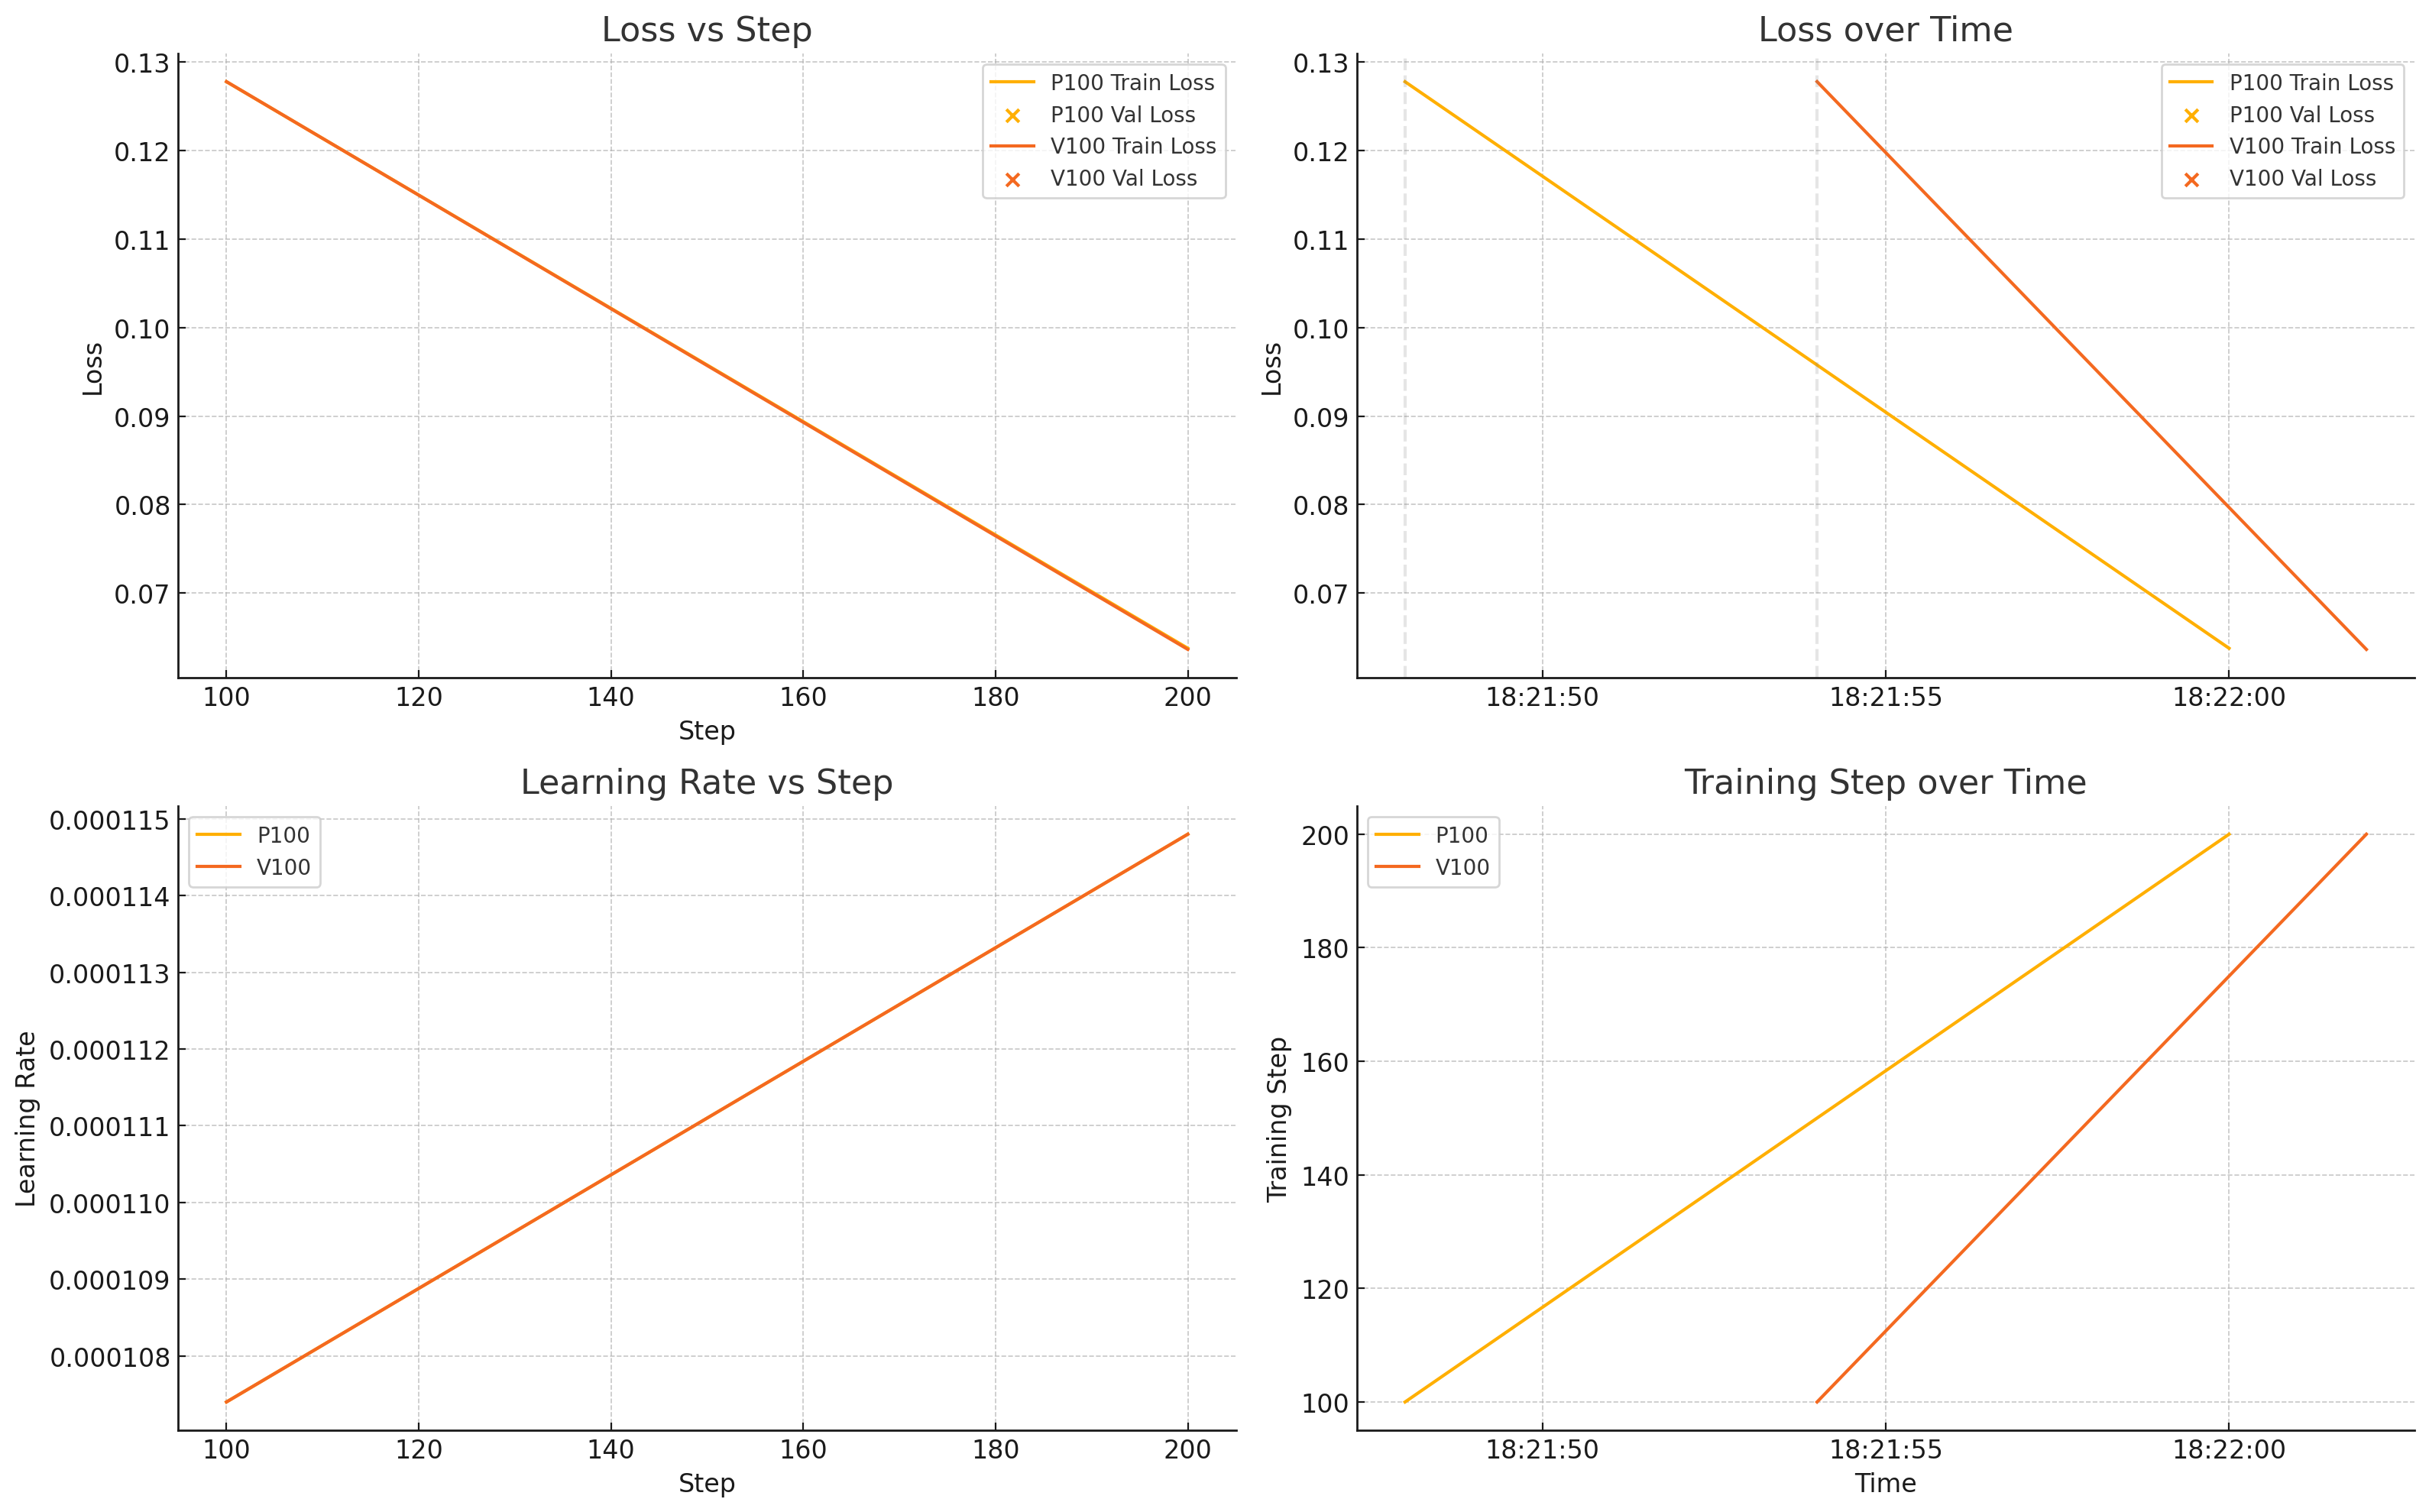 Loss vs Step
0.13
0.12
0.11
0.10
0.09
0.08
0.07
Loss
100 120 140 160 180 200
Step
P100 Train Loss
P100 Val Loss
V100 Train Loss
V100 Val Loss
Loss over Time
0.13
0.12
0.11
0.10
0.09
0.08
0.07
Loss
18:21:50 18:21:55 18:22:00
P100 Train Loss
P100 Val Loss
V100 Train Loss
V100 Val Loss
Learning Rate vs Step
0.000115
0.000114
0.000113
0.000112
0.000111
0.000110
0.000109
0.000108
Learning Rate
100 120 140 160 180 200
Step
P100
V100
Training Step over Time
200
180
160
140
120
100
Training Step
18:21:50 18:21:55 18:22:00
Time
P100
V100